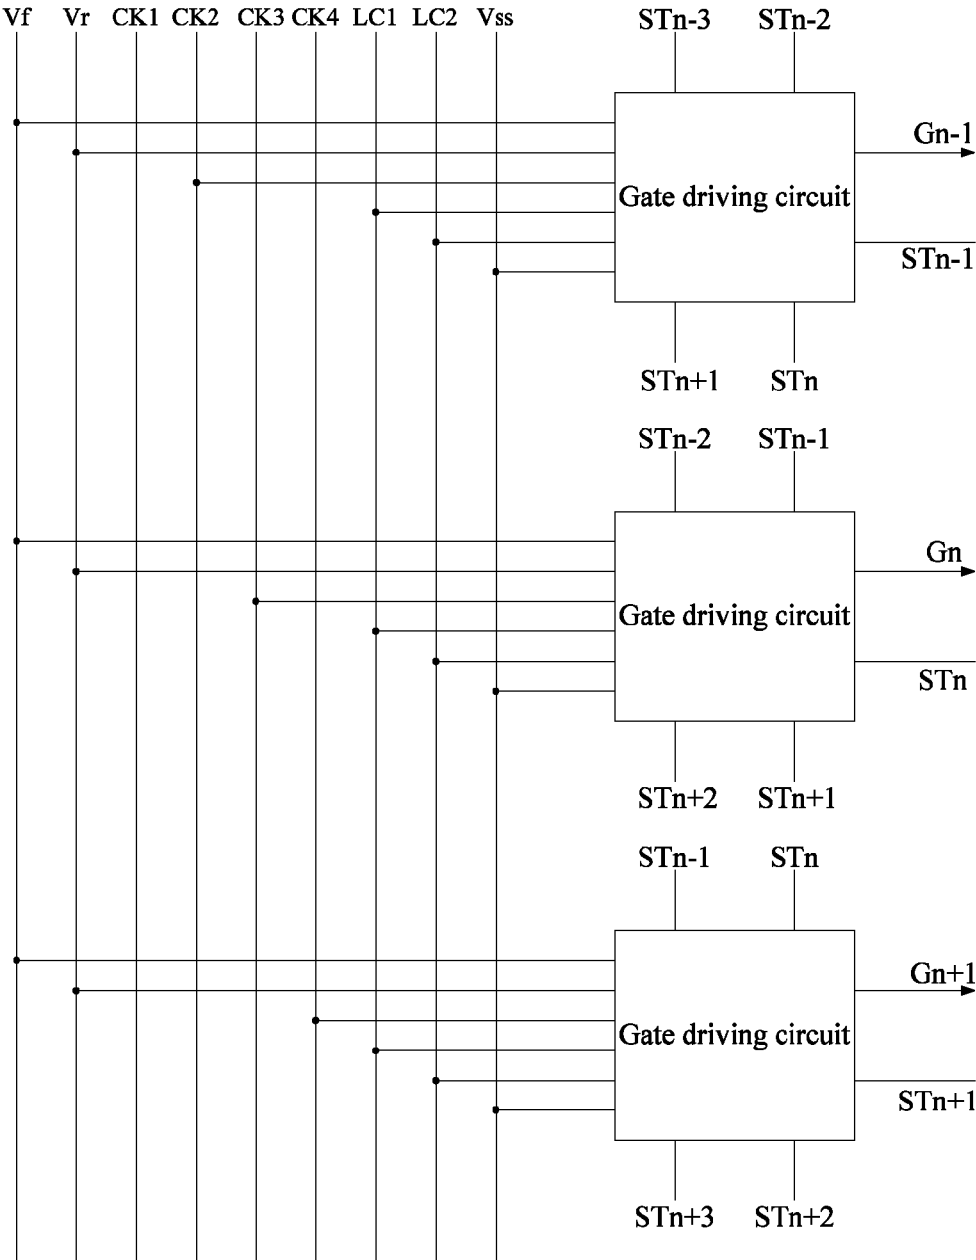 Vf Vr CK1 CK2 CK3 CK4 LC1 LC2 Vss STn-3 STn-2
Gn-1
Gate driving circuit
STn-1
STn+1 STn
STn-2 STn-1
Gn
Gate driving circuit
STn
STn+2 STn+1
STn-1 STn
Gn+1
Gate driving circuit
STn+1
STn+3 STn+2